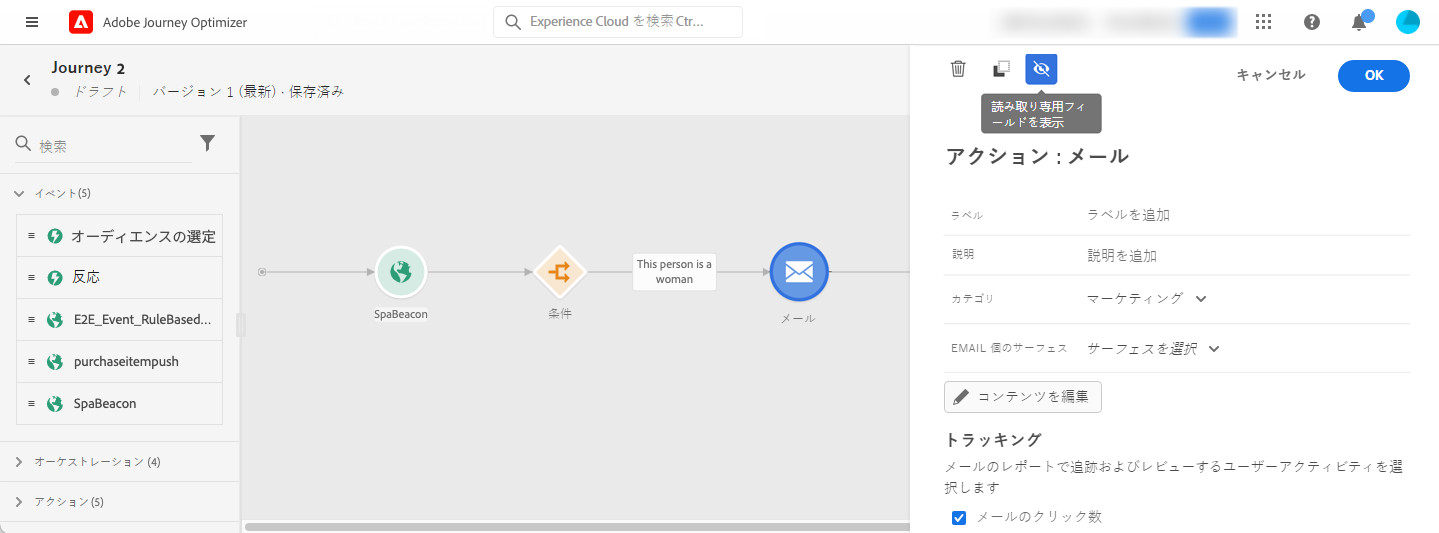 Adobe Journey Optimizer
Experience Cloud を検索 Ctr...
Journey 2
ドラフト
バージョン 1 (最新) · 保存済み
キャンセル
OK
読み取り専用フィ
ールドを表示
検索
イベント(5)
オーディエンスの選定
反応
E2E_Event_RuleBased...
purchaseitempush
SpaBeacon
オーケストレーション (4)
アクション (5)
SpaBeacon
条件
This person is a
woman
メール
アクション : メール
ラベル
ラベルを追加
説明
説明を追加
カテゴリ
マーケティング
EMAIL 個のサーフェス
サーフェスを選択
コンテンツを編集
トラッキング
メールのレポートで追跡およびレビューするユーザーアクティビティを選
択します
メールのクリック数